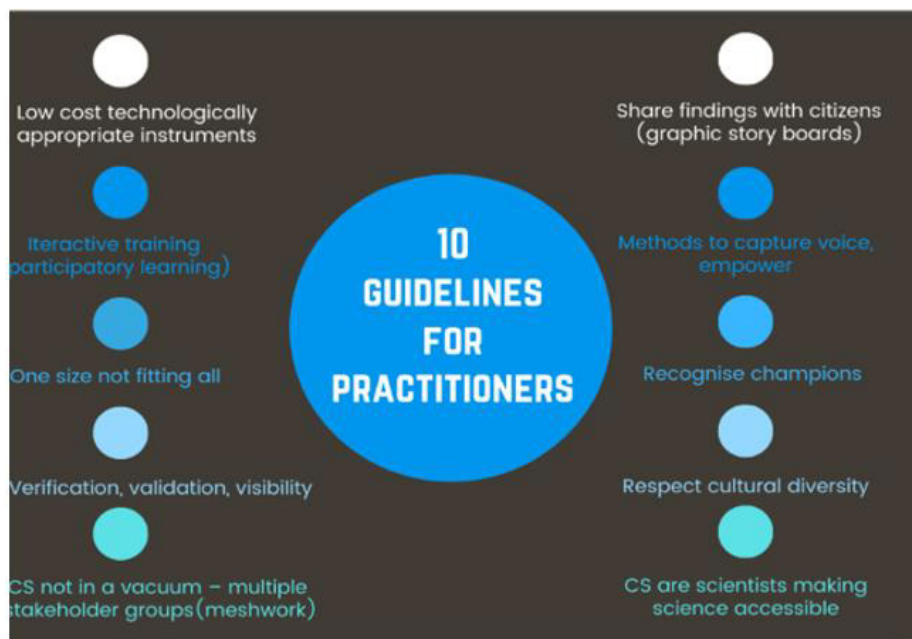 Low cost technologically
appropriate instruments
Iteractive training
participatory learning)
One size not fitting all
Verification, validation, visibility
CS not in a vacuum – multiple
stakeholder groups(meshwork)
10
GUIDELINES
FOR
PRACTITIONERS
Share findings with citizens
(graphic story boards)
Methods to capture voice,
empower
Recognise champions
Respect cultural diversity
CS are scientists making
science accessible